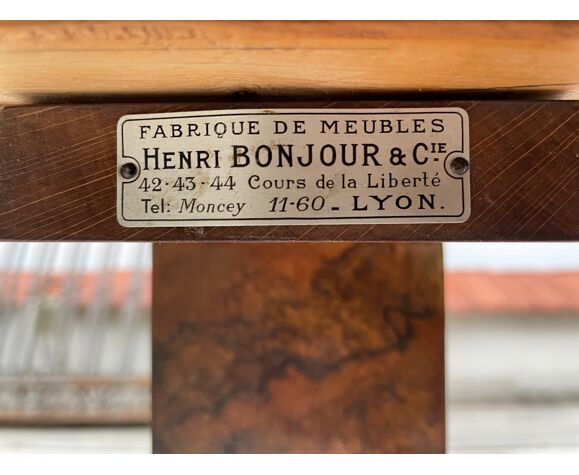 FABRIQUE DE MEUBLES
HENRI BONJOUR & CIE
42-43-44 Cours de la Liberté
Tel: Moncey 11-60 - LYON.